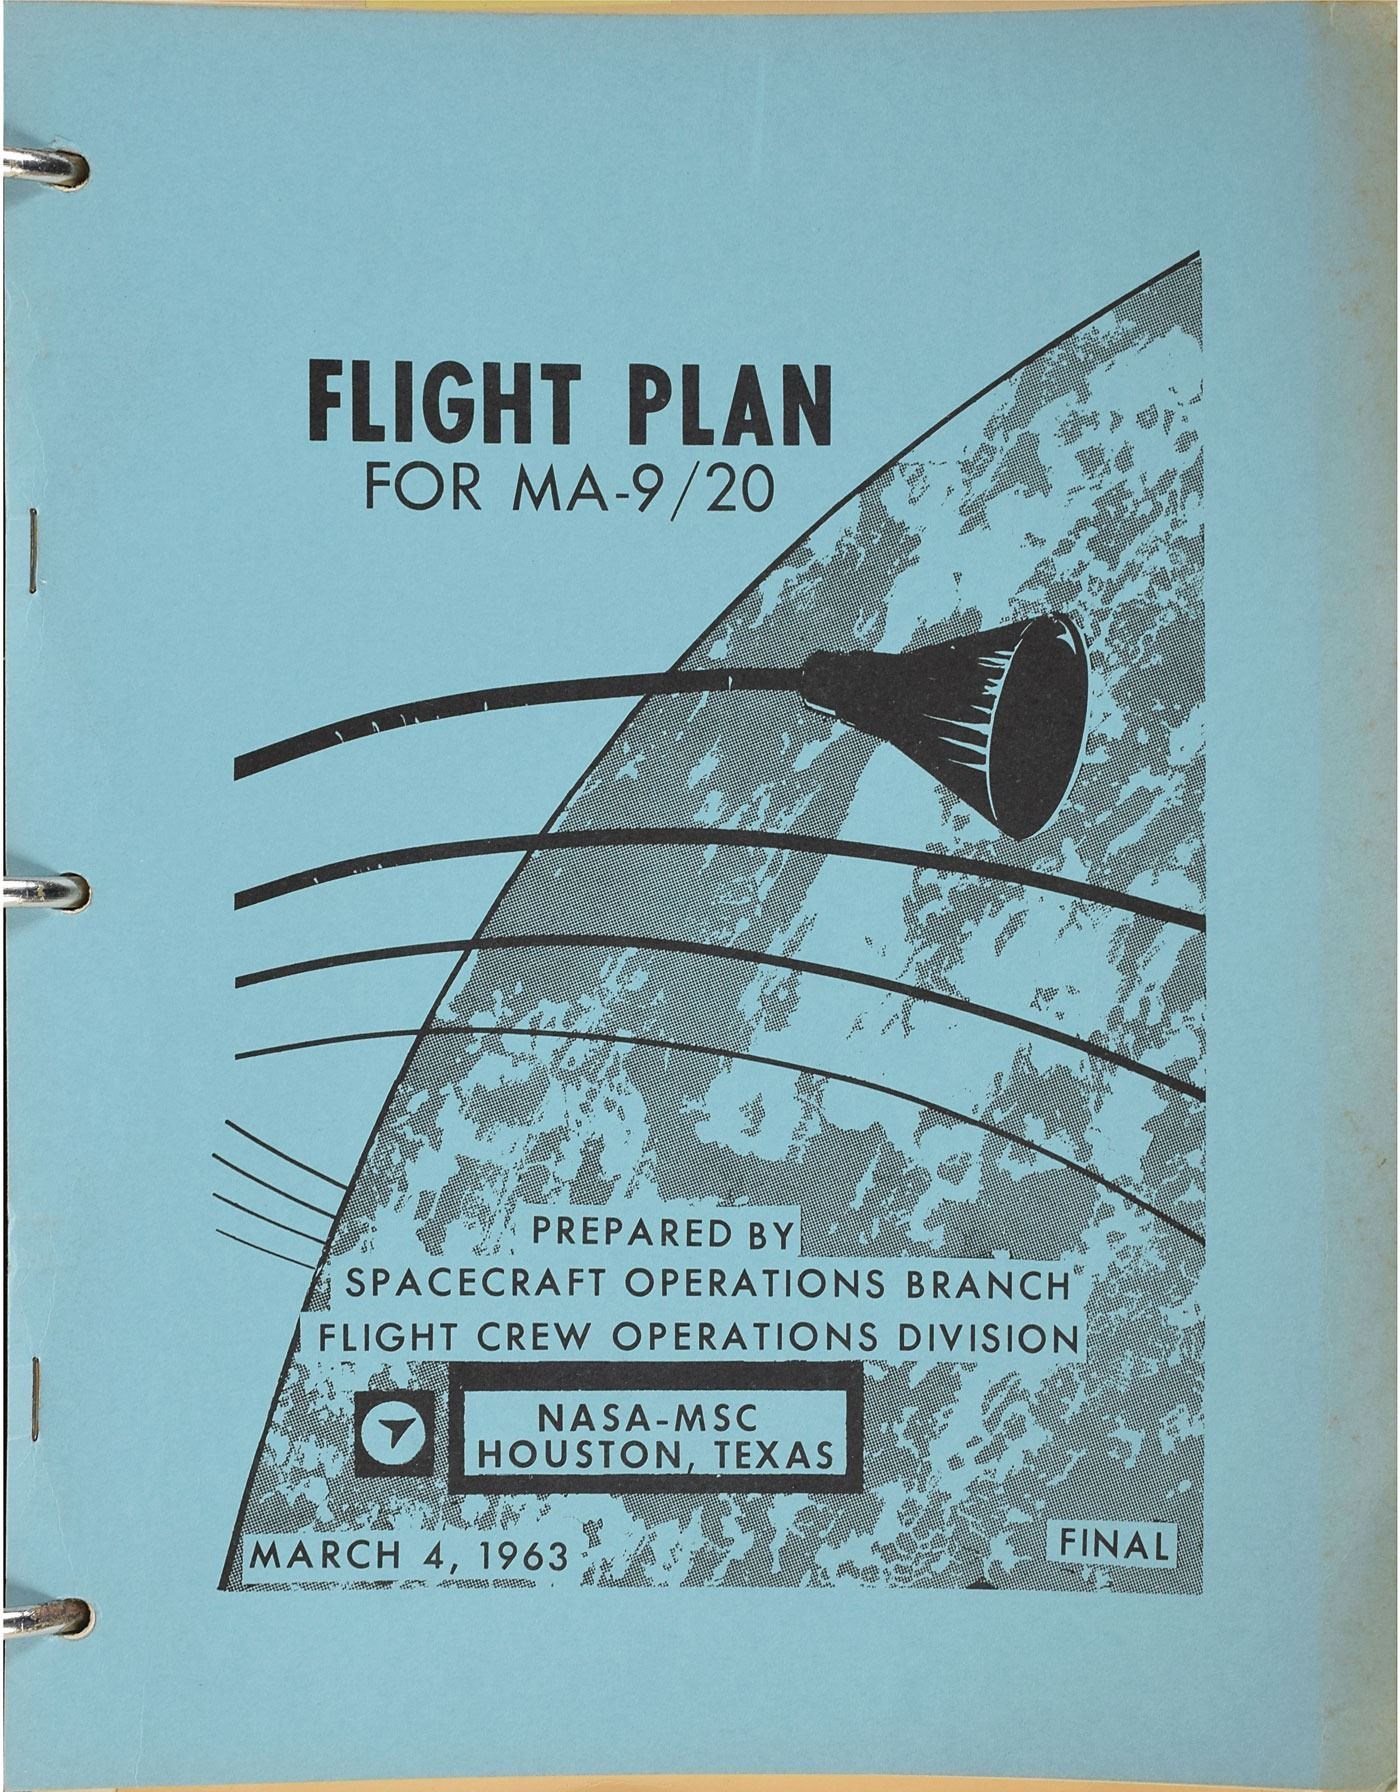 FLIGHT PLAN
FOR MA-9/20
PREPARED BY
SPACECRAFT OPERATIONS BRANCH
FLIGHT CREW OPERATIONS DIVISION
NASA-MSC
HOUSTON, TEXAS
MARCH 4, 1963
FINAL